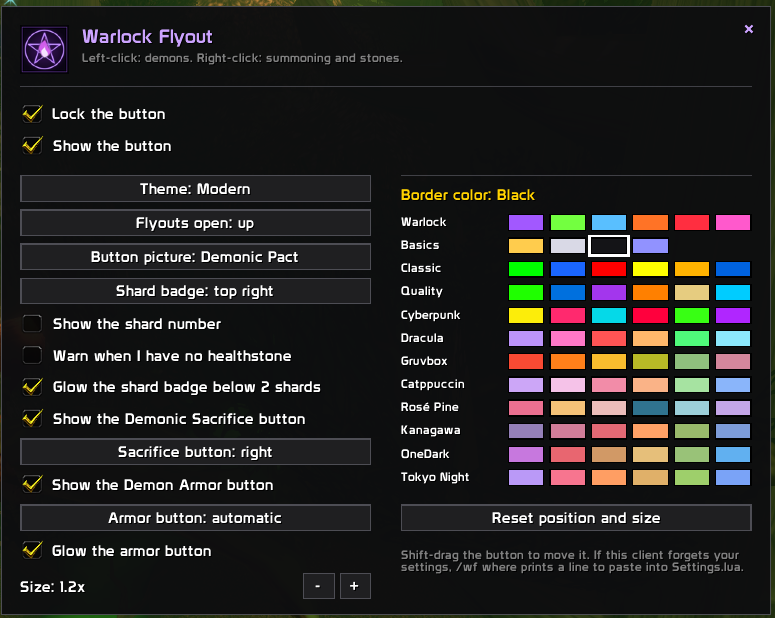 Warlock Flyout
Left-click: demons. Right-click: summoning and stones.
×
Lock the button
Show the button
Theme: Modern
Flyouts open: up
Button picture: Demonic Pact
Shard badge: top right
Show the shard number
Warn when I have no healthstone
Glow the shard badge below 2 shards
Show the Demonic Sacrifice button
Sacrifice button: right
Show the Demon Armor button
Armor button: automatic
Glow the armor button
Size: 1.2x
-
+
Border color: Black
Warlock
Basics
Classic
Quality
Cyberpunk
Dracula
Gruvbox
Catppuccin
Rosé Pine
Kanagawa
OneDark
Tokyo Night
Reset position and size
Shift-drag the button to move it. If this client forgets your
settings, /wf where prints a line to paste into Settings.lua.